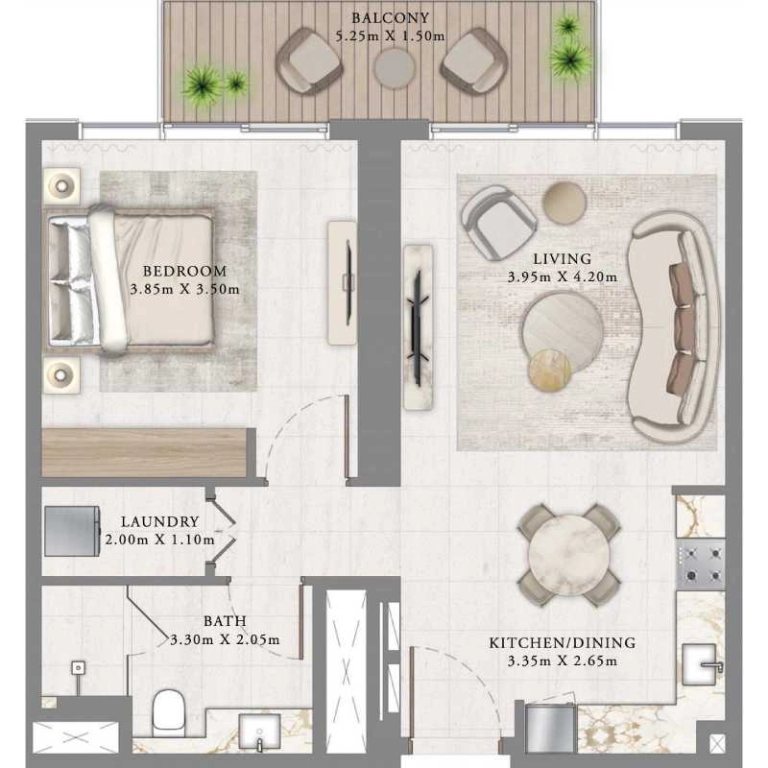 BALCONY
5.25m X 1.50m
BEDROOM
3.85m X 3.50m
LIVING
3.95m X 4.20m
LAUNDRY
2.00m X 1.10m
BATH
3.30m X 2.05m
KITCHEN/DINING
3.35m X 2.65m